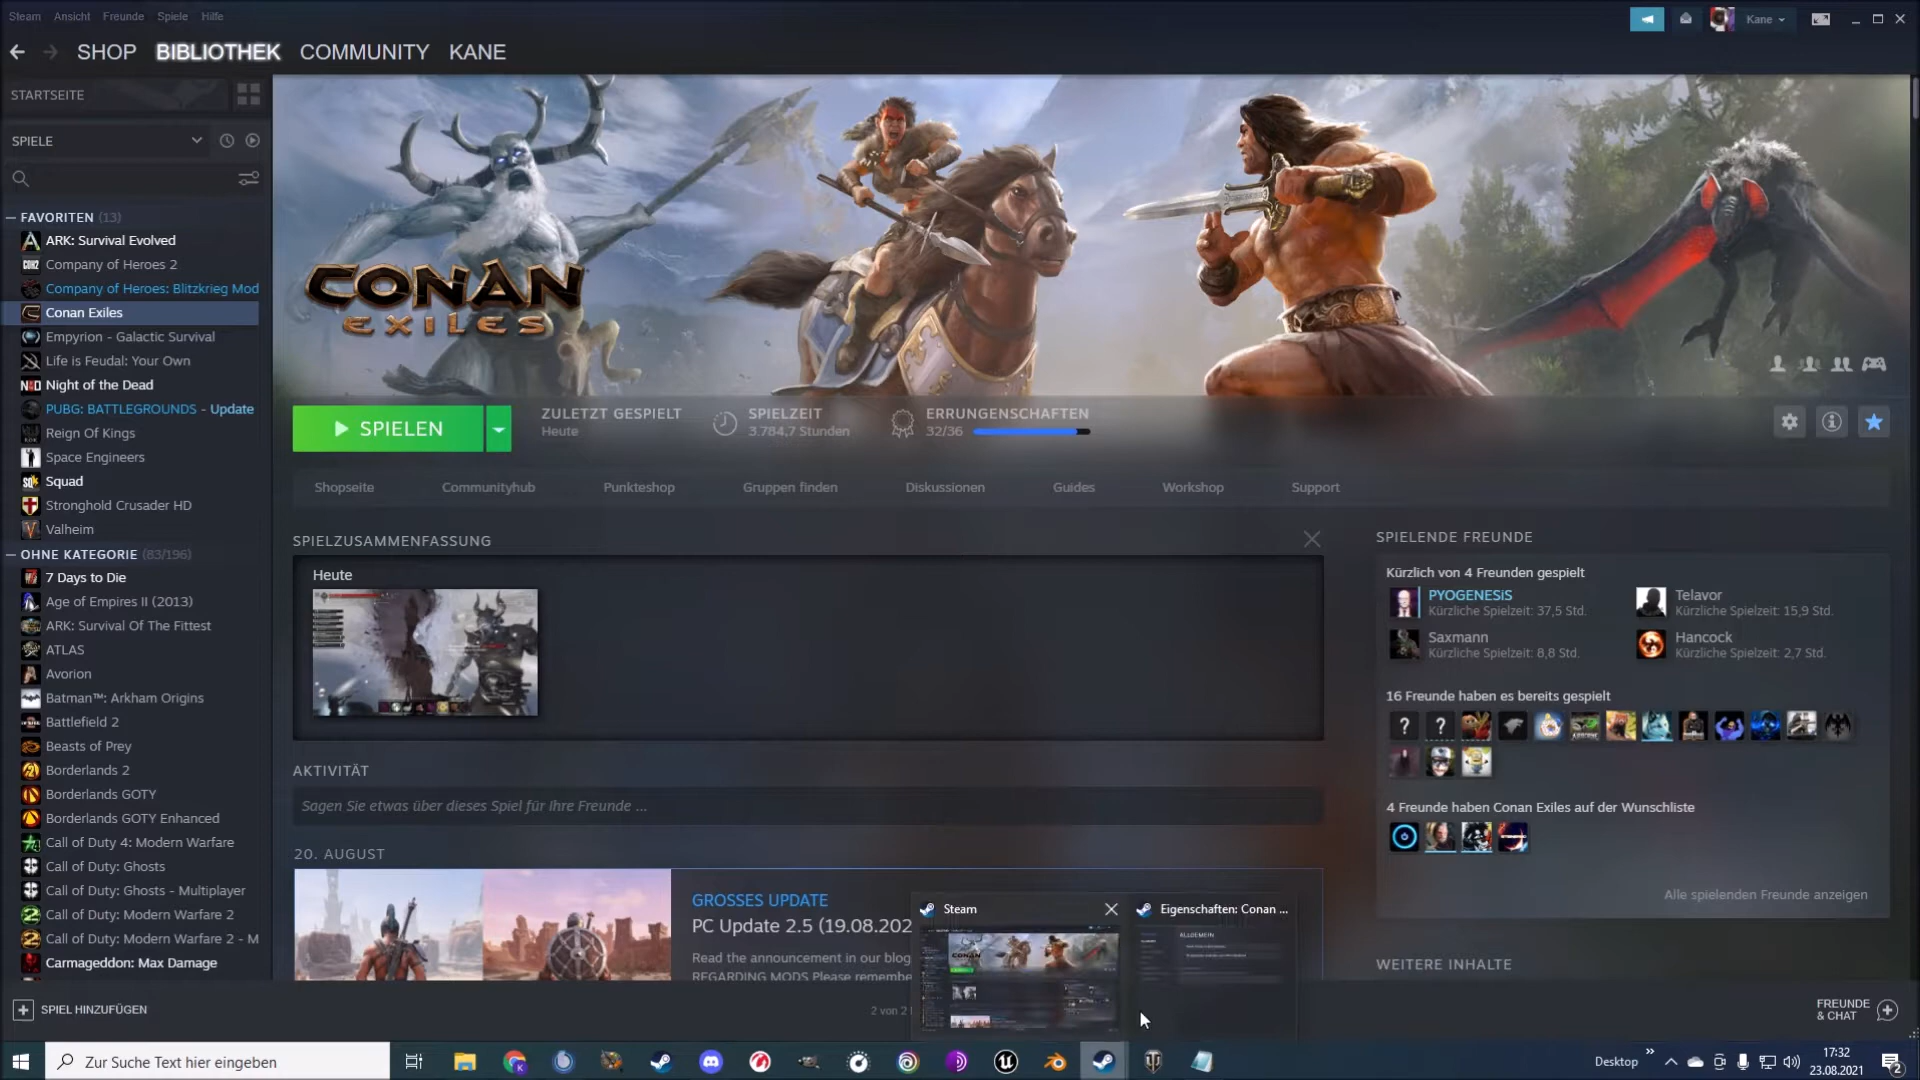 Steam Ansicht Freunde Spiele Hilfe
Kane
SHOP BIBLIOTHEK COMMUNITY KANE
STARTSEITE
SPIELE
FAVORITEN (13)
ARK: Survival Evolved
Company of Heroes 2
Company of Heroes: Blitzkrieg Mod
Conan Exiles
Empyrion - Galactic Survival
Life is Feudal: Your Own
Night of the Dead
PUBG: BATTLEGROUNDS - Update
Reign Of Kings
Space Engineers
Squad
Stronghold Crusader HD
Valheim
OHNE KATEGORIE (83/196)
7 Days to Die
Age of Empires II (2013)
ARK: Survival Of The Fittest
ATLAS
Avorion
Batman™: Arkham Origins
Battlefield 2
Beasts of Prey
Borderlands 2
Borderlands GOTY
Borderlands GOTY Enhanced
Call of Duty 4: Modern Warfare
Call of Duty: Ghosts
Call of Duty: Ghosts - Multiplayer
Call of Duty: Modern Warfare 2
Call of Duty: Modern Warfare 2 - M
Carmageddon: Max Damage
SPIEL HINZUFÜGEN
CONAN
EXILES
SPIELEN
ZULETZT GESPIELT
Heute
SPIELZEIT
3.784,7 Stunden
ERRUNGENSCHAFTEN
32/36
Shopseite Communityhub Punkteshop Gruppen finden Diskussionen Guides Workshop Support
SPIELZUSAMMENFASSUNG
Heute
AKTIVITÄT
Sagen Sie etwas über dieses Spiel für Ihre Freunde ...
20. AUGUST
GROSSES UPDATE
PC Update 2.5 (19.08.202
Read the announcement in our blog
REGARDING MODS Please rememb
2 von 2
Steam
Eigenschaften: Conan ...
ALLGEMEIN
SPIELENDE FREUNDE
Kürzlich von 4 Freunden gespielt
PYOGENESiS
Kürzliche Spielzeit: 37,5 Std.
Telavor
Kürzliche Spielzeit: 15,9 Std.
Saxmann
Kürzliche Spielzeit: 8,8 Std.
Hancock
Kürzliche Spielzeit: 2,7 Std.
16 Freunde haben es bereits gespielt
4 Freunde haben Conan Exiles auf der Wunschliste
Alle spielenden Freunde anzeigen
WEITERE INHALTE
FREUNDE
& CHAT
Zur Suche Text hier eingeben
Desktop
17:32
23.08.2021
2